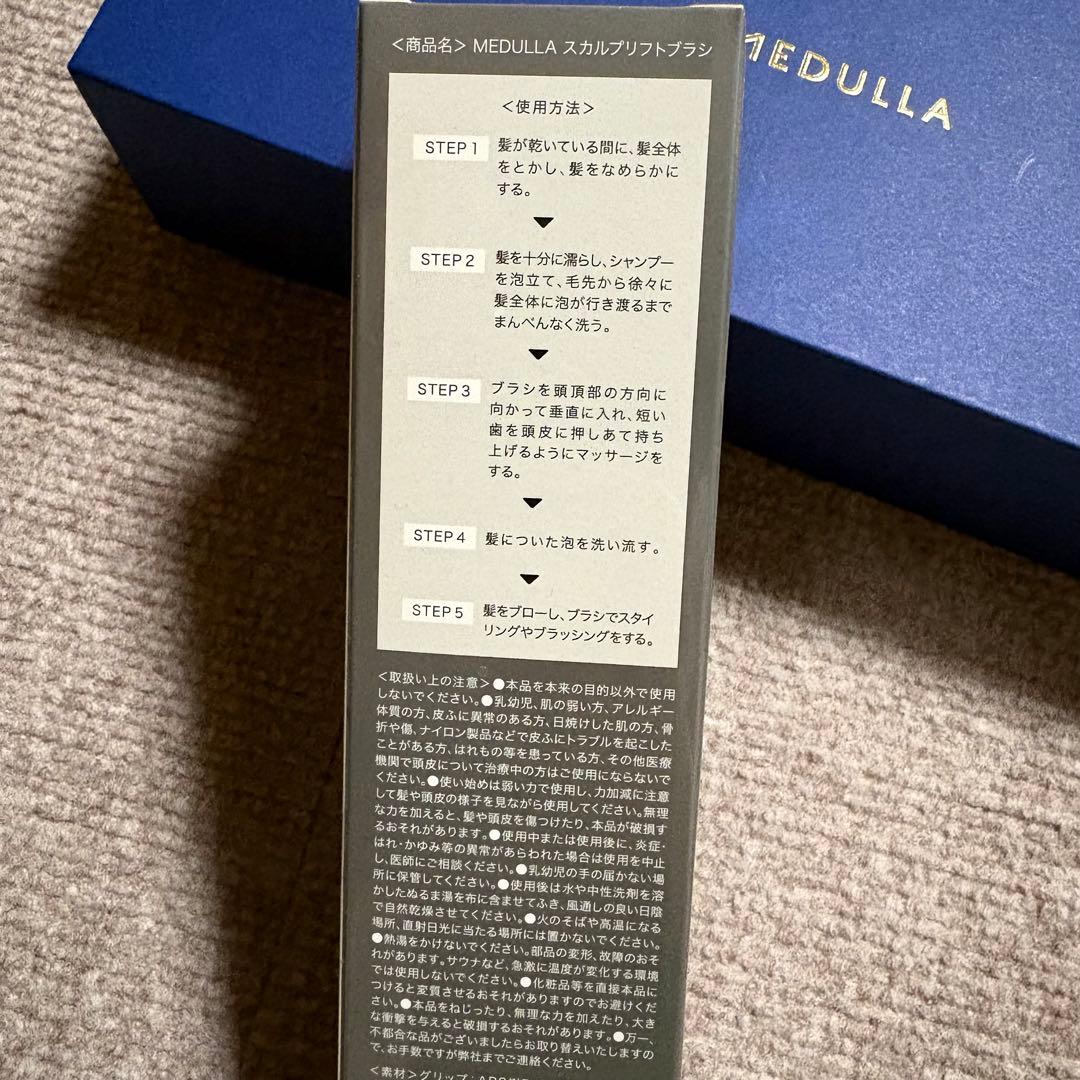 ＜商品名＞ MEDULLA スカルプリフトブラシ
MEDULLA
＜使用方法＞
STEP 1 髪が乾いている間に、髪全体
をとかし、髪をなめらかに
する。
STEP 2 髪を十分に濡らし、シャンプー
を泡立て、毛先から徐々に
髪全体に泡が行き渡るまで
まんべんなく洗う。
STEP 3 ブラシを頭頂部の方向に
向かって垂直に入れ、短い
歯を頭皮に押しあて持ち
上げるようにマッサージを
する。
STEP 4 髪についた泡を洗い流す。
STEP 5 髪をブローし、ブラシでスタイ
リングやブラッシングをする。
＜取扱い上の注意＞●本品を本来の目的以外で使用
しないでください。●乳幼児、肌の弱い方、アレルギー
体質の方、皮ふに異常のある方、日焼けした肌の方、骨
折や傷、ナイロン製品などで皮ふにトラブルを起こした
ことがある方、はれもの等を患っている方、その他医療
機関で頭皮について治療中の方はご使用にならないで
ください。●使い始めは弱い力で使用し、力加減に注意
して髪や頭皮の様子を見ながら使用してください。無理
な力を加えると、髪や頭皮を傷つけたり、本品が破損す
るおそれがあります。●使用中または使用後に、炎症・
はれ・かゆみ等の異常があらわれた場合は使用を中止
し、医師にご相談ください。●乳幼児の手の届かない場
所に保管してください。●使用後は水や中性洗剤を溶
かしたぬるま湯を布に含ませてふき、風通しの良い日陰
で自然乾燥させてください。●火のそばや高温になる
場所、直射日光に当たる場所には置かないでください。
●熱湯をかけないでください。部品の変形、故障のおそ
れがあります。サウナなど、急激に温度が変化する環境
では使用しないでください。●化粧品等を直接本品に
つけると変質させるおそれがありますのでお避けくだ
さい。●本品をねじったり、無理な力を加えたり、大き
な衝撃を与えると破損するおそれがあります。●万一、
不都合な品がございましたらお取り替えいたしますの
で、お手数ですが弊社までご連絡ください。
＜素材＞グリップ：